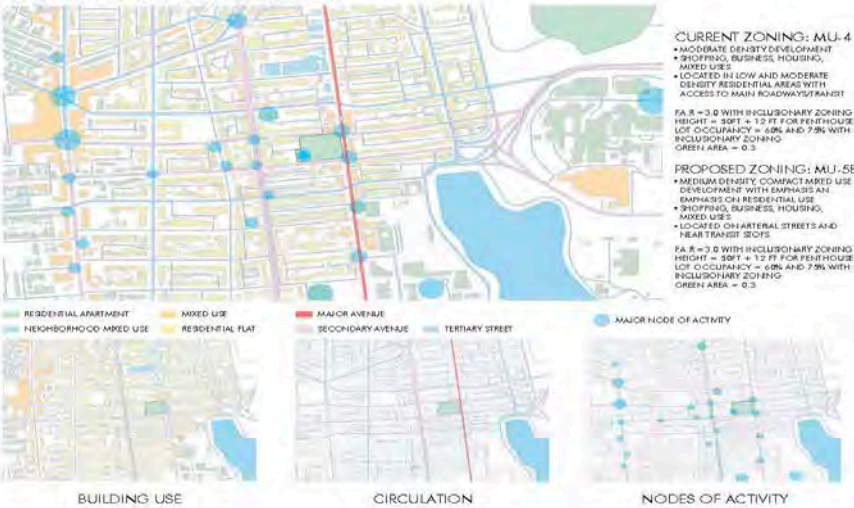 CURRENT ZONING: MU-4
• MODERATE DENSITY DEVELOPMENT
• SHOPPING, BUSINESS, HOUSING,
MIXED USES
• LOCATED IN LOW AND MODERATE
DENSITY RESIDENTIAL AREAS WITH
ACCESS TO MAIN ROADWAYS/TRANSIT
F.A.R = 3.0 WITH INCLUSIONARY ZONING
HEIGHT = 50FT + 12 FT FOR PENTHOUSE
LOT OCCUPANCY = 60% AND 75% WITH
INCLUSIONARY ZONING
GREEN AREA = 0.3
PROPOSED ZONING: MU-5B
• MEDIUM DENSITY, COMPACT MIXED USE
DEVELOPMENT WITH EMPHASIS AN
EMPHASIS ON RESIDENTIAL USE
• SHOPPING, BUSINESS, HOUSING,
MIXED USES
• LOCATED ON ARTERIAL STREETS AND
NEAR TRANSIT STOPS
F.A.R = 3.0 WITH INCLUSIONARY ZONING
HEIGHT = 50FT + 12 FT FOR PENTHOUSE
LOT OCCUPANCY = 60% AND 75% WITH
INCLUSIONARY ZONING
GREEN AREA = 0.3
RESIDENTIAL APARTMENT
MIXED USE
MAJOR AVENUE
MAJOR NODE OF ACTIVITY
NEIGHBORHOOD MIXED USE
RESIDENTIAL FLAT
SECONDARY AVENUE
TERTIARY STREET
BUILDING USE
CIRCULATION
NODES OF ACTIVITY